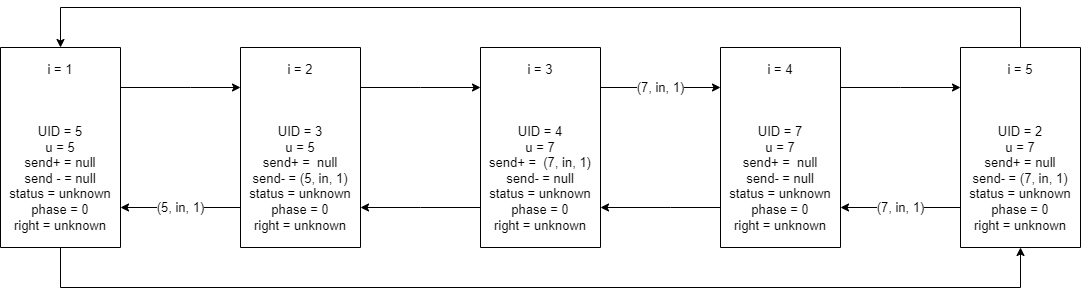 i = 1
UID = 5
u = 5
send+ = null
send - = null
status = unknown
phase = 0
right = unknown
(5, in, 1)
i = 2
UID = 3
u = 5
send+ =  null
send- = (5, in, 1)
status = unknown
phase = 0
right = unknown
i = 3
UID = 4
u = 7
send+ =  (7, in, 1)
send- = null
status = unknown
phase = 0
right = unknown
(7, in, 1)
i = 4
UID = 7
u = 7
send+ =  null
send- = null
status = unknown
phase = 0
right = unknown
(7, in, 1)
i = 5
UID = 2
u = 7
send+ = null
send- = (7, in, 1)
status = unknown
phase = 0
right = unknown